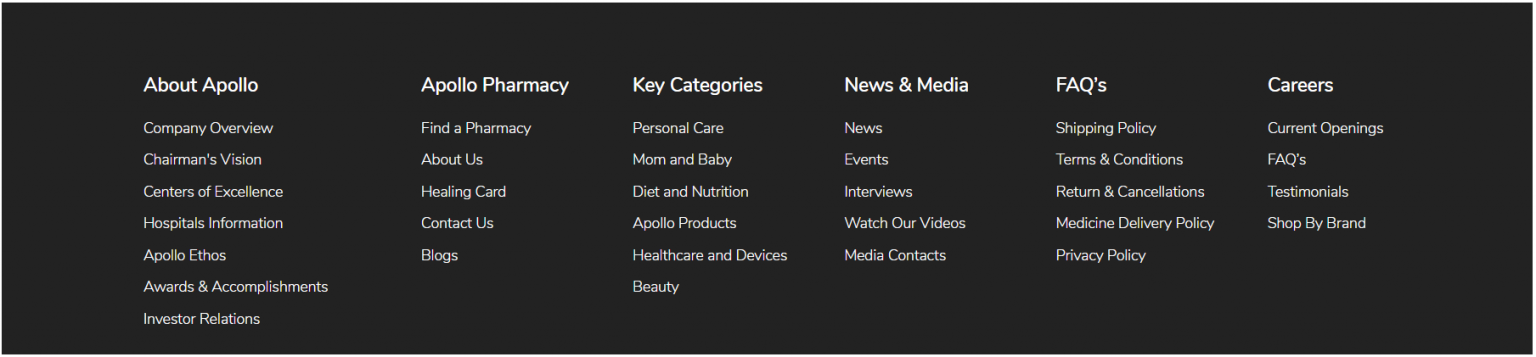 About Apollo
Company Overview
Chairman's Vision
Centers of Excellence
Hospitals Information
Apollo Ethos
Awards & Accomplishments
Investor Relations
Apollo Pharmacy
Find a Pharmacy
About Us
Healing Card
Contact Us
Blogs
Key Categories
Personal Care
Mom and Baby
Diet and Nutrition
Apollo Products
Healthcare and Devices
Beauty
News & Media
News
Events
Interviews
Watch Our Videos
Media Contacts
FAQ’s
Shipping Policy
Terms & Conditions
Return & Cancellations
Medicine Delivery Policy
Privacy Policy
Careers
Current Openings
FAQ’s
Testimonials
Shop By Brand